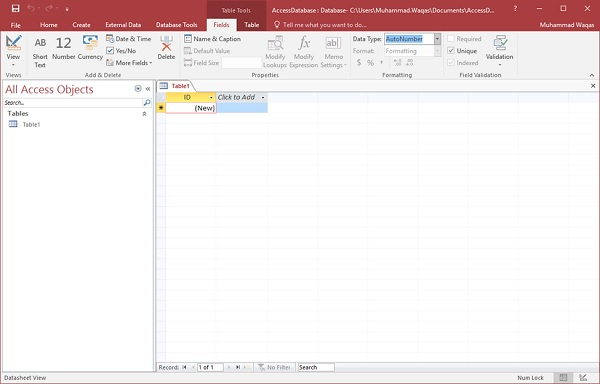 Table Tools
AccessDatabase : Database- C:\Users\Muhammad.Waqas\Documents\AccessD...
File Home Create External Data Database Tools Fields Table Tell me what you want to do... Muhammad.Waqas
View
Views
AB Short Text
12 Number
Currency
Date & Time
Yes/No
More Fields
Add & Delete
Delete
Name & Caption
Default Value
Field Size
Modify Lookups
fx Modify Expression
ab Memo Settings
Properties
Data Type: AutoNumber
Format: Formatting
$ % ,
Formatting
Required
Unique
Indexed
Validation
Field Validation
All Access Objects
Search...
Tables
Table1
Table1
ID Click to Add
(New)
Record: 1 of 1 No Filter Search
Datasheet View Num Lock